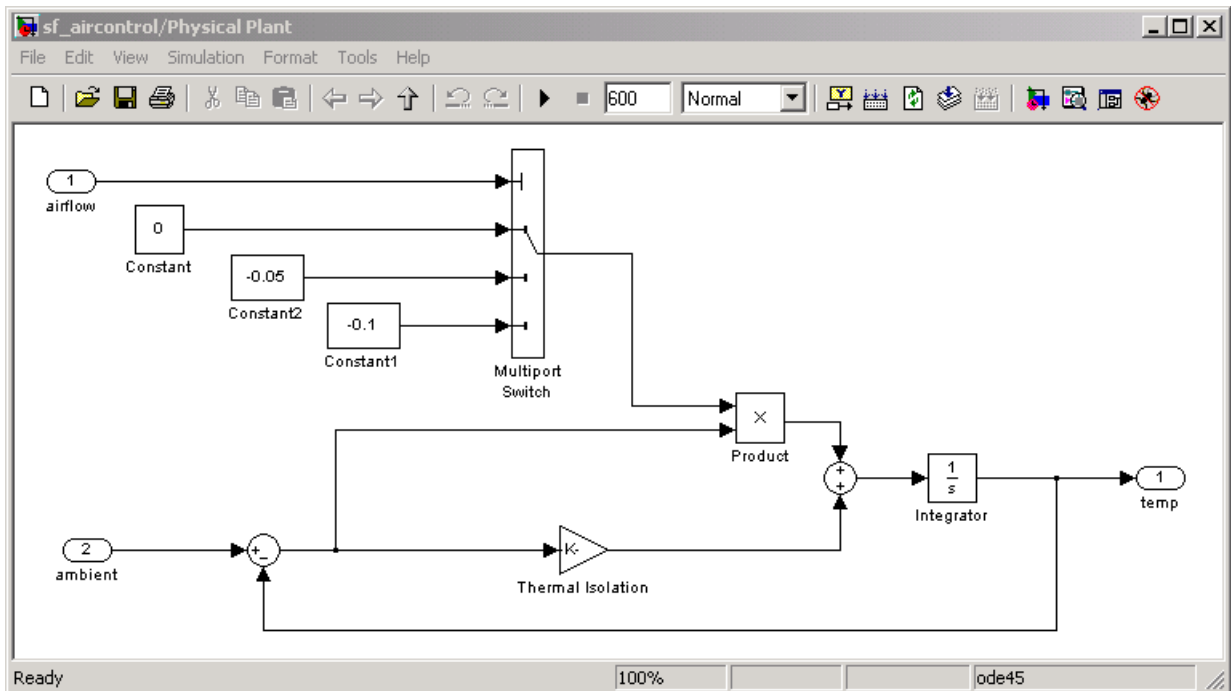 sf_aircontrol/Physical Plant
File Edit View Simulation Format Tools Help
600 Normal
1
airflow
0
Constant
-0.05
Constant2
-0.1
Constant1
Multiport
Switch
×
Product
+
+
1
s
Integrator
1
temp
2
ambient
+
-
-K-
Thermal Isolation
Ready 100% ode45